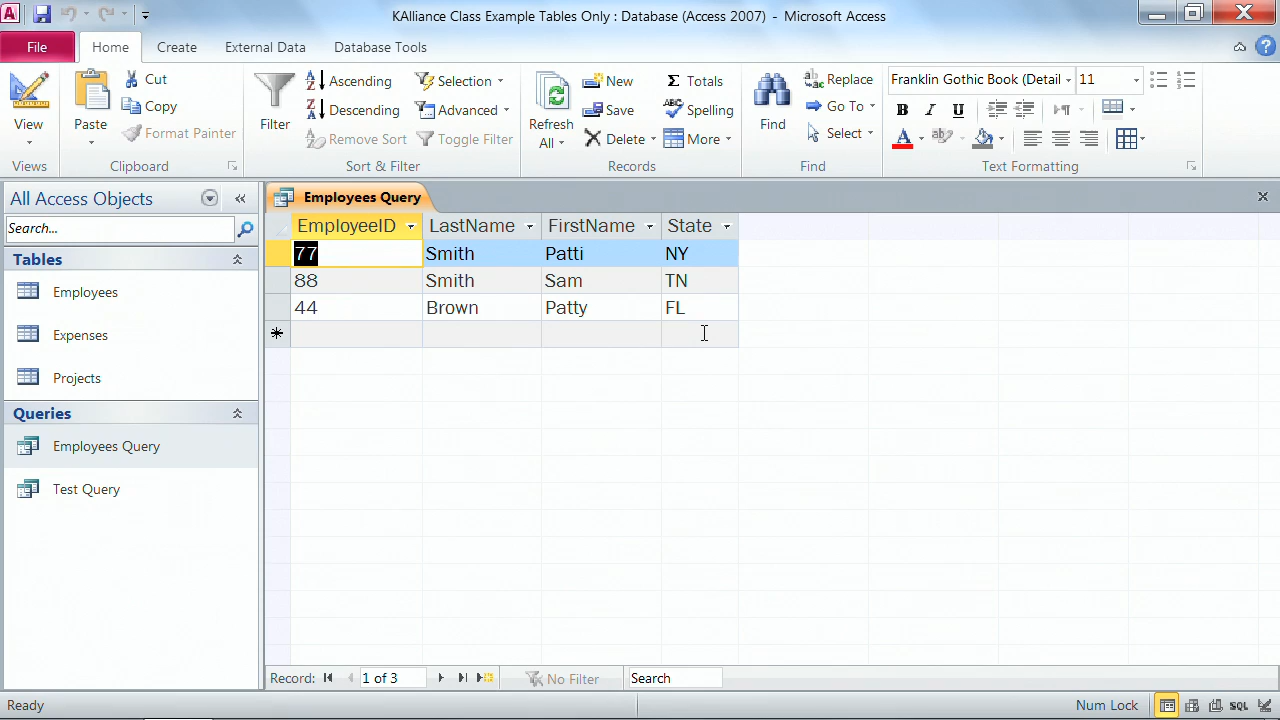 KAlliance Class Example Tables Only : Database (Access 2007) - Microsoft Access
File Home Create External Data Database Tools
View
Views
Paste
Cut
Copy
Format Painter
Clipboard
Filter
Ascending
Descending
Remove Sort
Selection
Advanced
Toggle Filter
Sort & Filter
Refresh
All
New
Save
Delete
Totals
Spelling
More
Records
Find
Replace
Go To
Select
Find
Franklin Gothic Book (Detail 11
B I U
A
Text Formatting
All Access Objects
Search...
Tables
Employees
Expenses
Projects
Queries
Employees Query
Test Query
Employees Query
EmployeeID LastName FirstName State
77 Smith Patti NY
88 Smith Sam TN
44 Brown Patty FL
Record: 1 of 3 No Filter Search
Ready Num Lock SQL